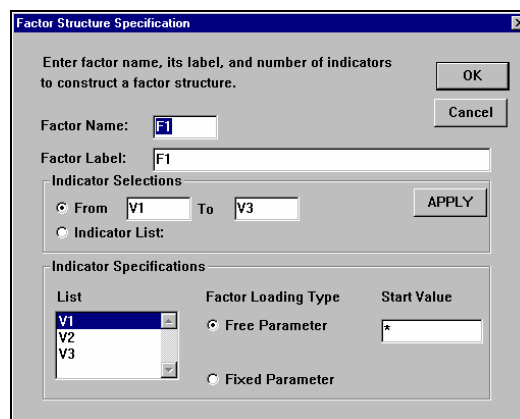 Factor Structure Specification
Enter factor name, its label, and number of indicators
to construct a factor structure.
OK
Cancel
Factor Name: F1
Factor Label: F1
Indicator Selections
From V1 To V3
APPLY
Indicator List:
Indicator Specifications
List Factor Loading Type Start Value
V1
V2
V3
Free Parameter
*
Fixed Parameter